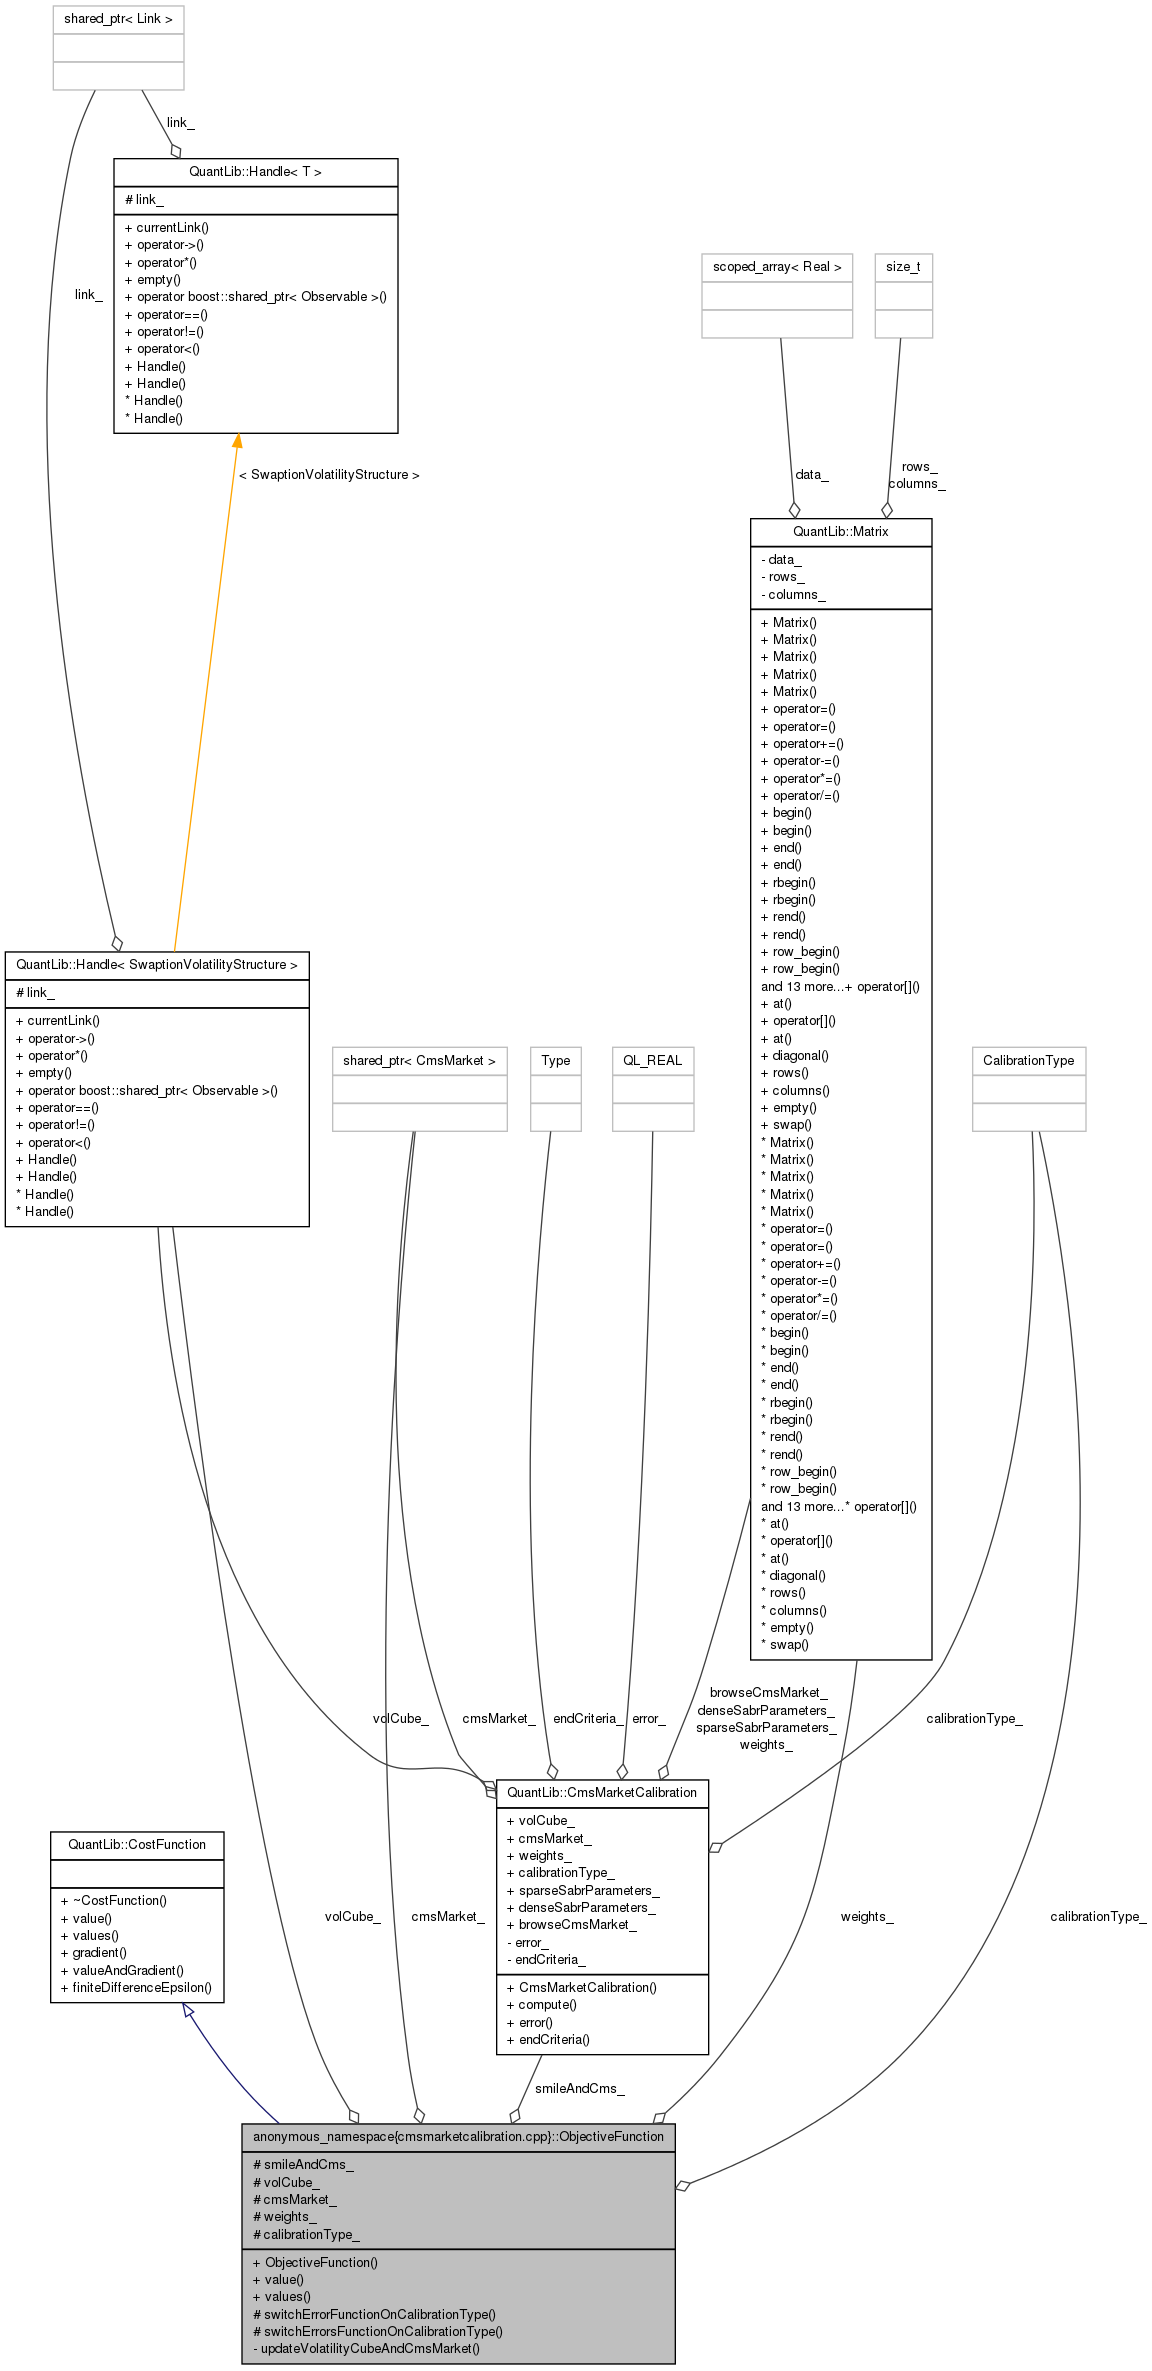 shared_ptr< Link >
link_
QuantLib::Handle< T >
# link_
+ currentLink()
+ operator->()
+ operator*()
+ empty()
+ operator boost::shared_ptr< Observable >()
+ operator==()
+ operator!=()
+ operator<()
+ Handle()
+ Handle()
* Handle()
* Handle()
link_
< SwaptionVolatilityStructure >
scoped_array< Real >
size_t
data_
rows_
columns_
QuantLib::Matrix
- data_
- rows_
- columns_
+ Matrix()
+ Matrix()
+ Matrix()
+ Matrix()
+ Matrix()
+ operator=()
+ operator=()
+ operator+=()
+ operator-=()
+ operator*=()
+ operator/=()
+ begin()
+ begin()
+ end()
+ end()
+ rbegin()
+ rbegin()
+ rend()
+ rend()
+ row_begin()
+ row_begin()
and 13 more...+ operator[]()
+ at()
+ operator[]()
+ at()
+ diagonal()
+ rows()
+ columns()
+ empty()
+ swap()
* Matrix()
* Matrix()
* Matrix()
* Matrix()
* Matrix()
* operator=()
* operator=()
* operator+=()
* operator-=()
* operator*=()
* operator/=()
* begin()
* begin()
* end()
* end()
* rbegin()
* rbegin()
* rend()
* rend()
* row_begin()
* row_begin()
and 13 more...* operator[]()
* at()
* operator[]()
* at()
* diagonal()
* rows()
* columns()
* empty()
* swap()
QuantLib::Handle< SwaptionVolatilityStructure >
# link_
+ currentLink()
+ operator->()
+ operator*()
+ empty()
+ operator boost::shared_ptr< Observable >()
+ operator==()
+ operator!=()
+ operator<()
+ Handle()
+ Handle()
* Handle()
* Handle()
shared_ptr< CmsMarket >
Type
QL_REAL
CalibrationType
volCube_
cmsMarket_
endCriteria_
error_
browseCmsMarket_
denseSabrParameters_
sparseSabrParameters_
weights_
calibrationType_
QuantLib::CmsMarketCalibration
+ volCube_
+ cmsMarket_
+ weights_
+ calibrationType_
+ sparseSabrParameters_
+ denseSabrParameters_
+ browseCmsMarket_
- error_
- endCriteria_
+ CmsMarketCalibration()
+ compute()
+ error()
+ endCriteria()
QuantLib::CostFunction
+ ~CostFunction()
+ value()
+ values()
+ gradient()
+ valueAndGradient()
+ finiteDifferenceEpsilon()
volCube_
cmsMarket_
weights_
calibrationType_
smileAndCms_
anonymous_namespace{cmsmarketcalibration.cpp}::ObjectiveFunction
# smileAndCms_
# volCube_
# cmsMarket_
# weights_
# calibrationType_
+ ObjectiveFunction()
+ value()
+ values()
# switchErrorFunctionOnCalibrationType()
# switchErrorsFunctionOnCalibrationType()
- updateVolatilityCubeAndCmsMarket()